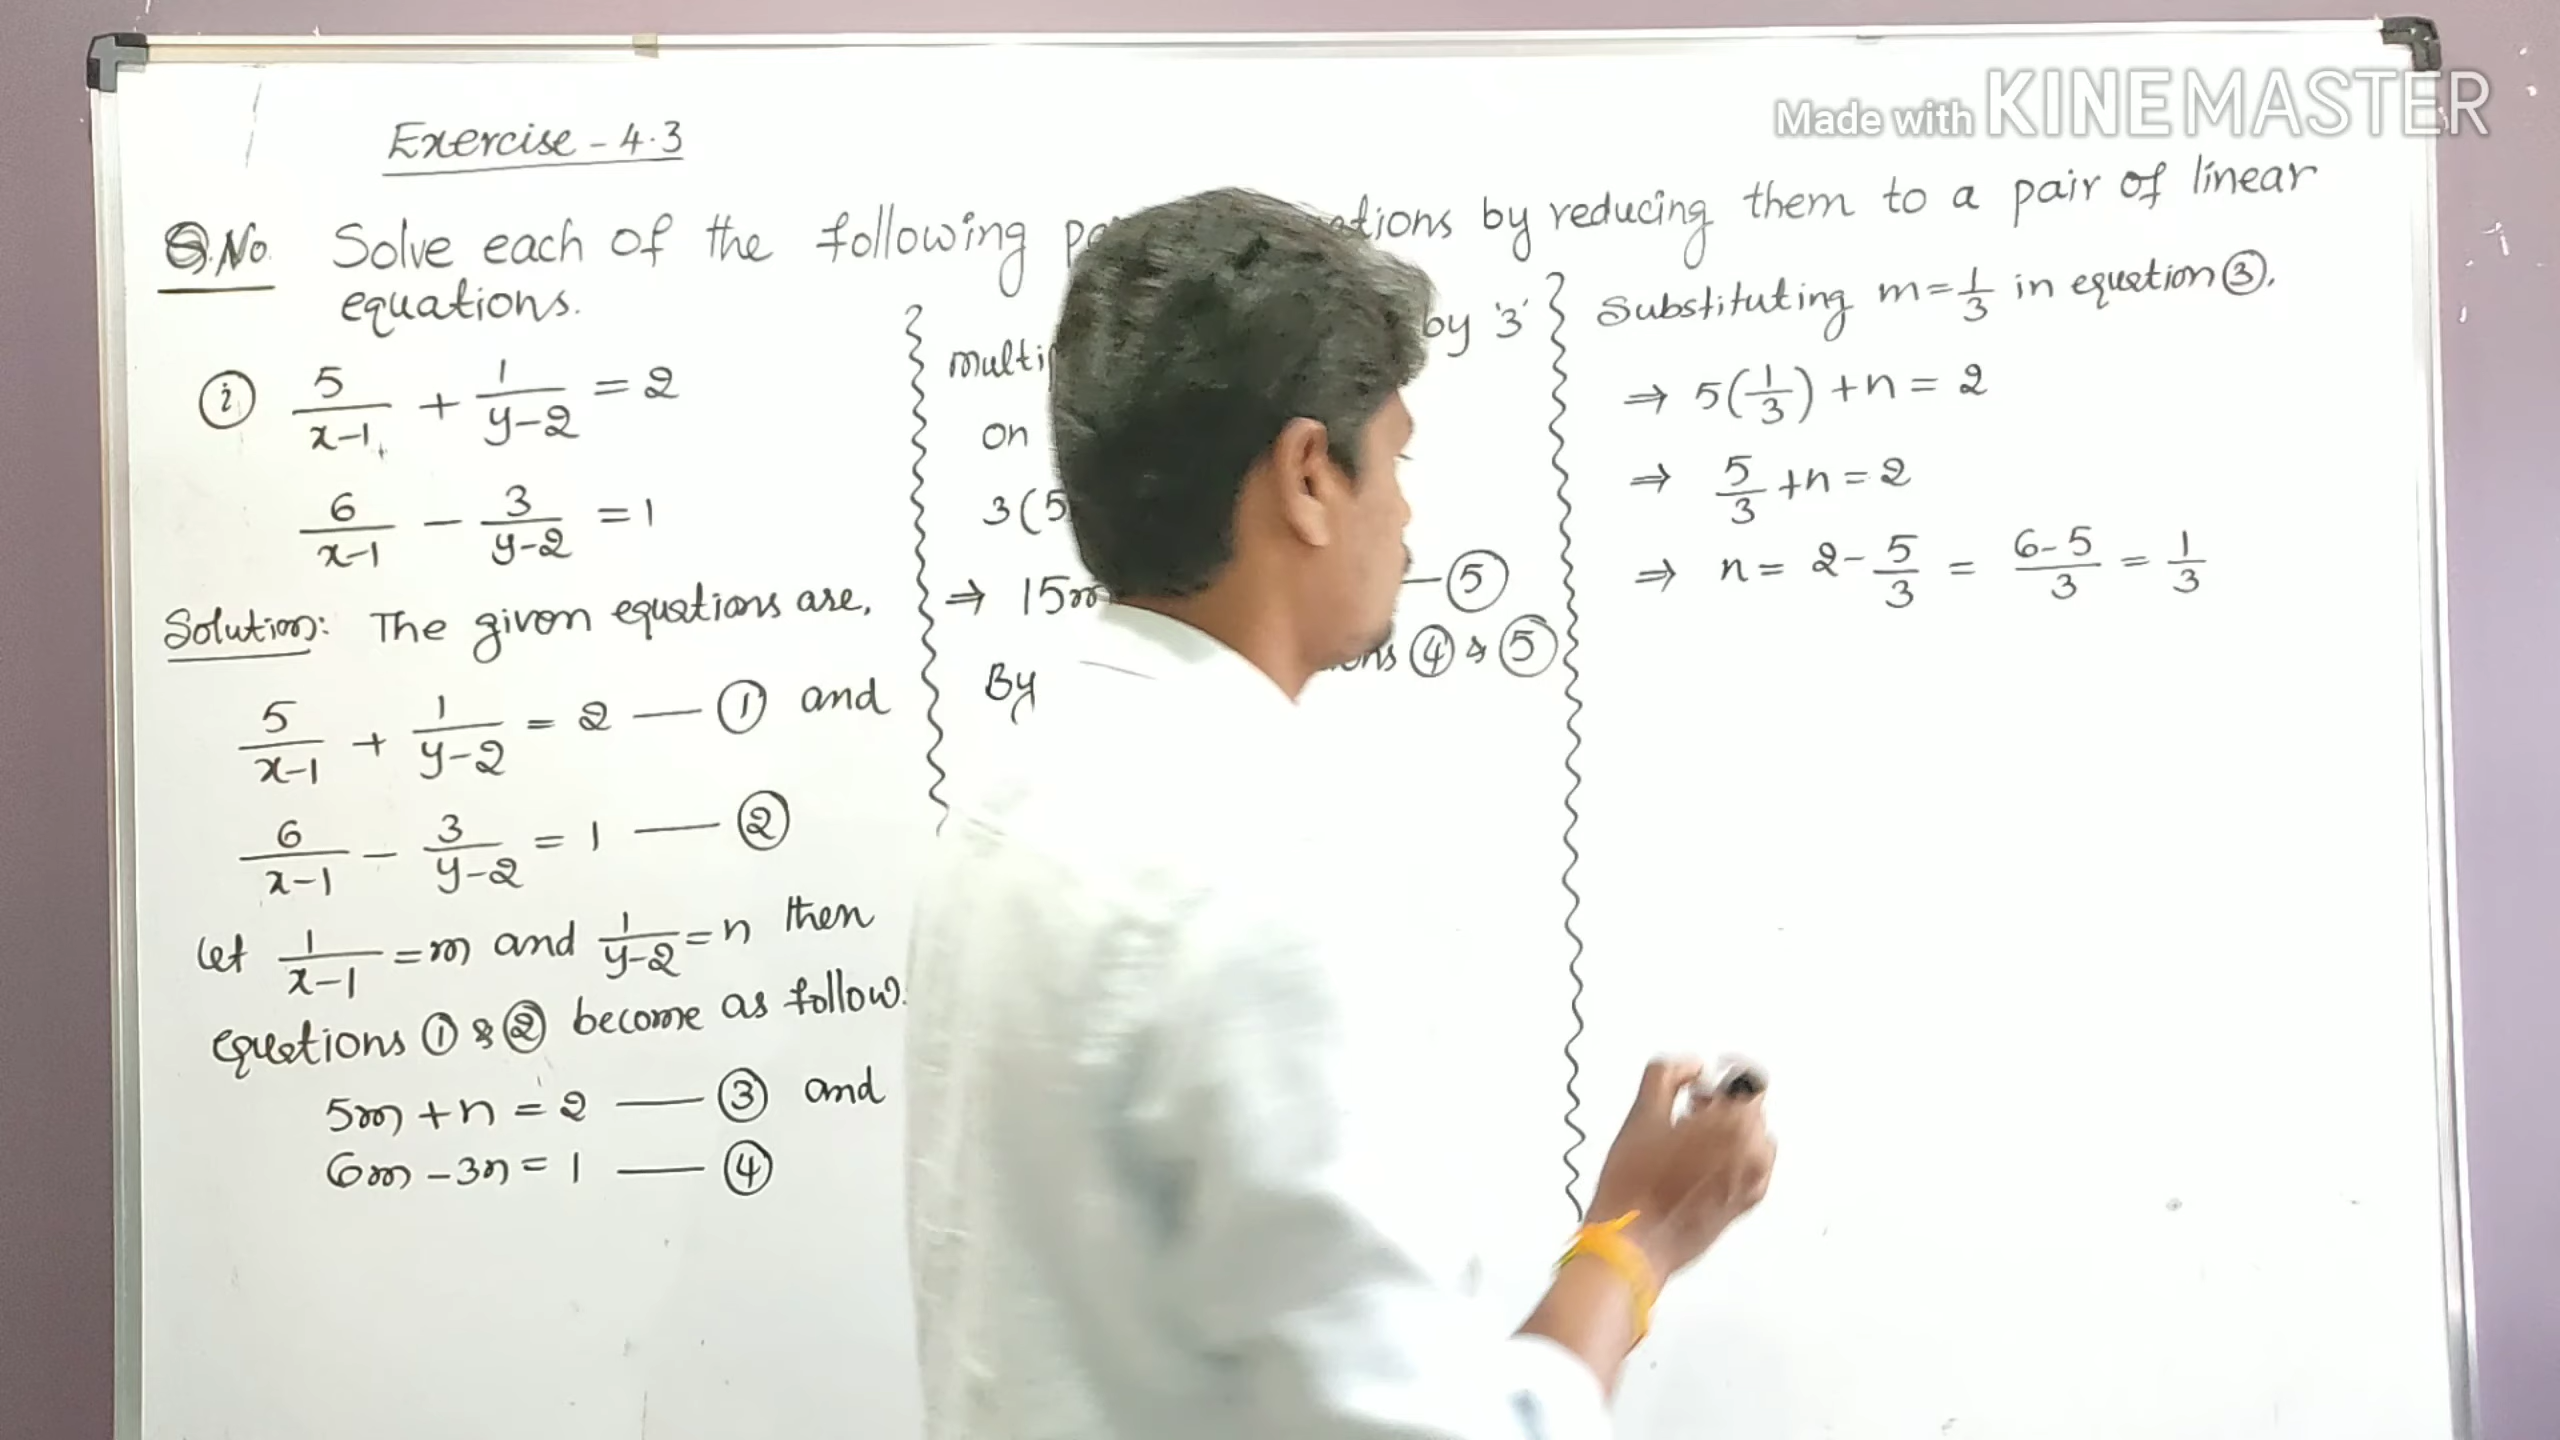 Made with KINEMASTER
Exercise - 4.3
Q.No. Solve each of the following by reducing them to a pair of linear
equations.
(i) 5/(x-1) + 1/(y-2) = 2
6/(x-1) - 3/(y-2) = 1
Solution: The given equations are,
5/(x-1) + 1/(y-2) = 2 — ① and
6/(x-1) - 3/(y-2) = 1 — ②
Let 1/(x-1) = m and 1/(y-2) = n then
equations ① & ② become as follow.
5m + n = 2 — ③ and
6m - 3n = 1 — ④
by '3'
on
3(5
⇒ 15m — ⑤
By ④ & ⑤
Substituting m = 1/3 in equation ③.
⇒ 5(1/3) + n = 2
⇒ 5/3 + n = 2
⇒ n = 2 - 5/3 = (6-5)/3 = 1/3